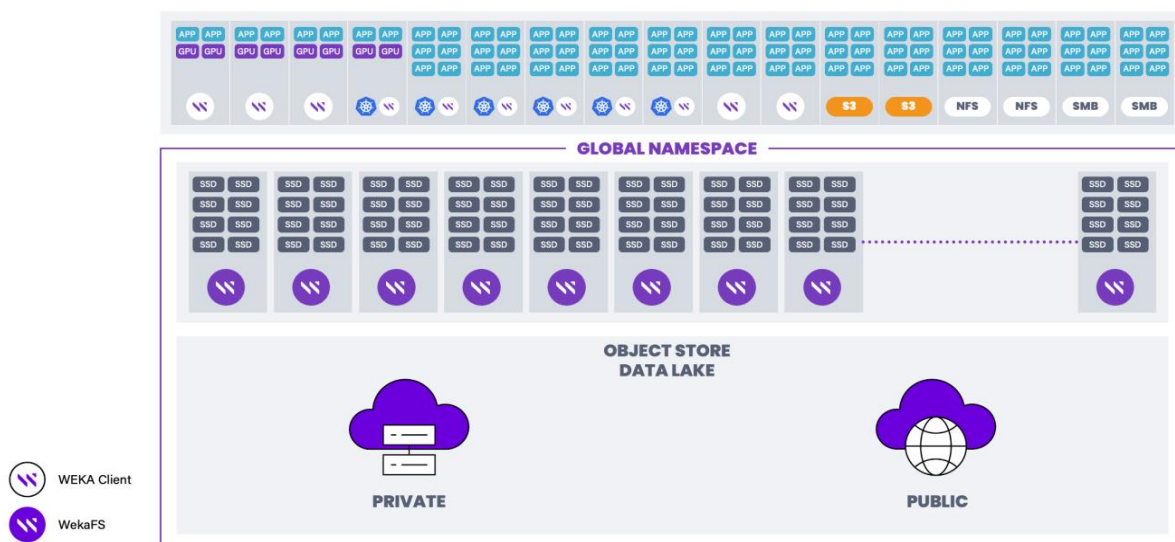 APP APP APP APP APP APP APP APP APP APP APP APP APP APP APP APP APP APP APP APP APP APP APP APP APP APP APP APP APP APP APP APP APP APP
GPU GPU GPU GPU GPU GPU GPU GPU APP APP APP APP APP APP APP APP APP APP APP APP APP APP APP APP APP APP APP APP APP APP APP APP APP APP
APP APP APP APP APP APP APP APP APP APP APP APP APP APP APP APP APP APP APP APP APP APP APP APP APP APP
S3 S3 NFS NFS SMB SMB
GLOBAL NAMESPACE
SSD SSD SSD SSD SSD SSD SSD SSD SSD SSD SSD SSD SSD SSD SSD SSD SSD SSD
SSD SSD SSD SSD SSD SSD SSD SSD SSD SSD SSD SSD SSD SSD SSD SSD SSD SSD
SSD SSD SSD SSD SSD SSD SSD SSD SSD SSD SSD SSD SSD SSD SSD SSD SSD SSD
SSD SSD SSD SSD SSD SSD SSD SSD SSD SSD SSD SSD SSD SSD SSD SSD SSD SSD
OBJECT STORE
DATA LAKE
PRIVATE PUBLIC
WEKA Client
WekaFS